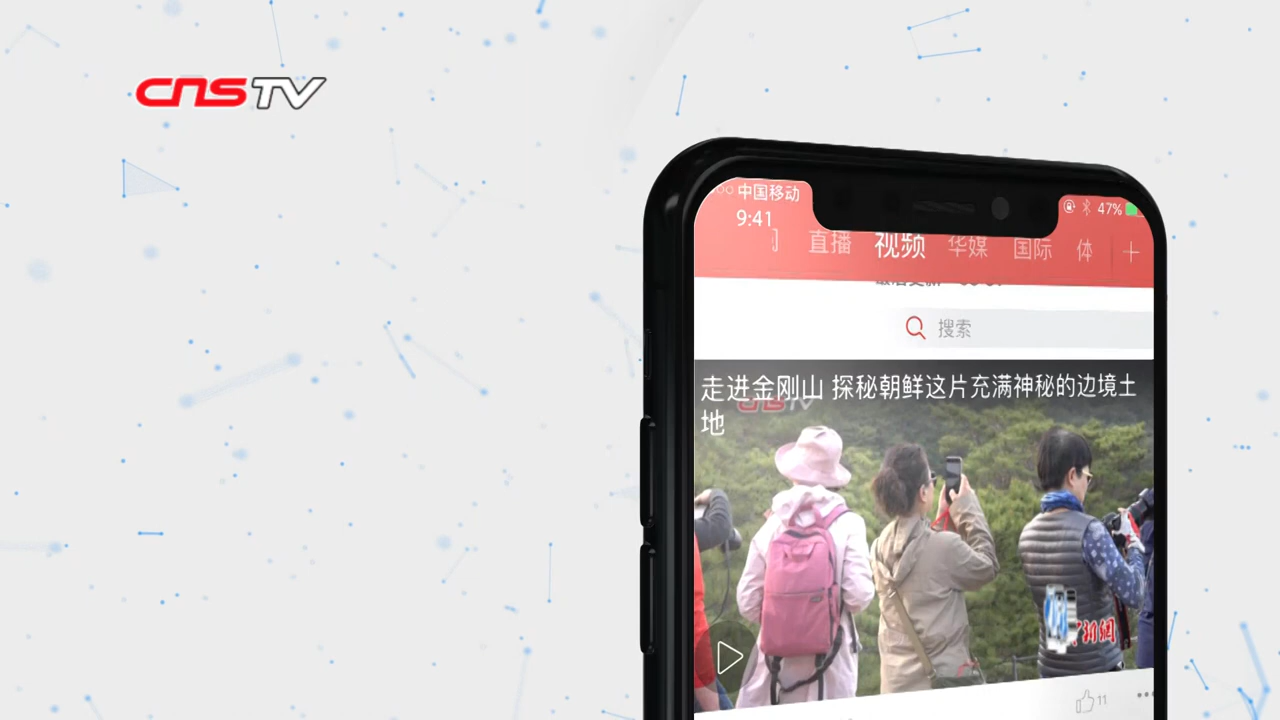 CNSTV
中国移动
9:41
47%
直播 视频 华媒 国际 体
搜索
走进金刚山 探秘朝鲜这片充满神秘的边境土
地
CNSTV
11